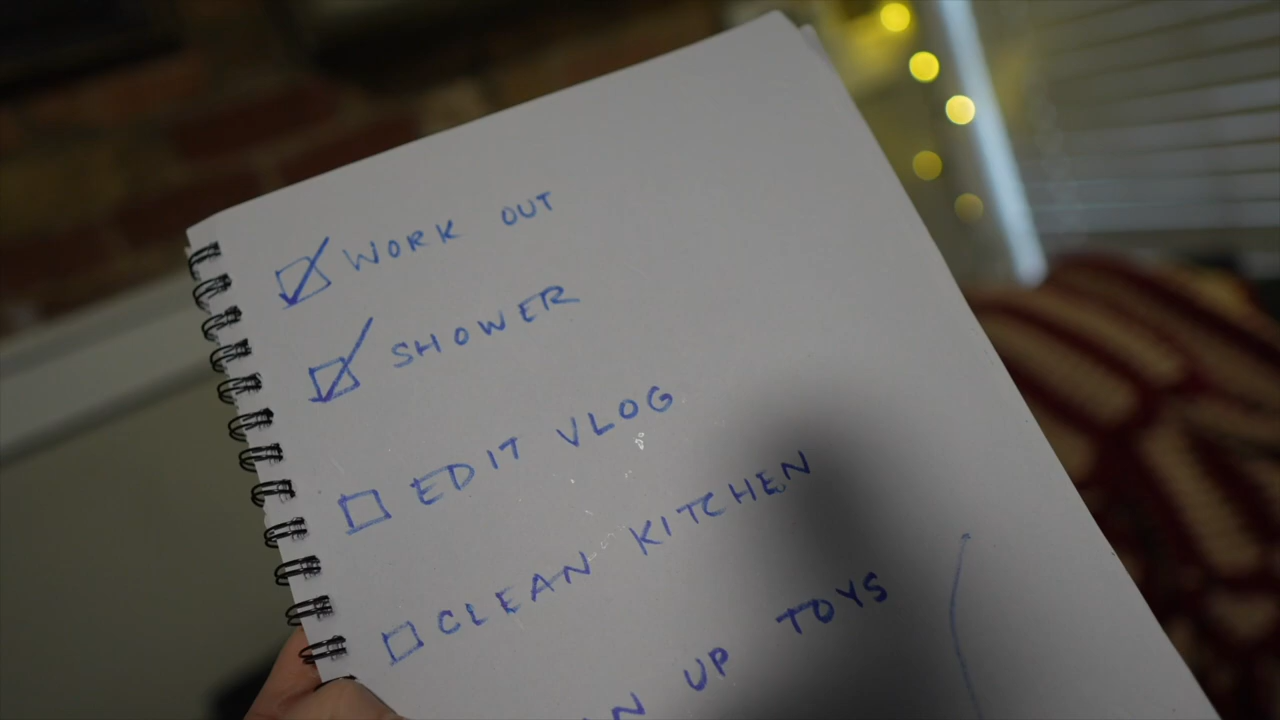 WORK OUT
SHOWER
EDIT VLOG
CLEAN KITCHEN
UP TOYS